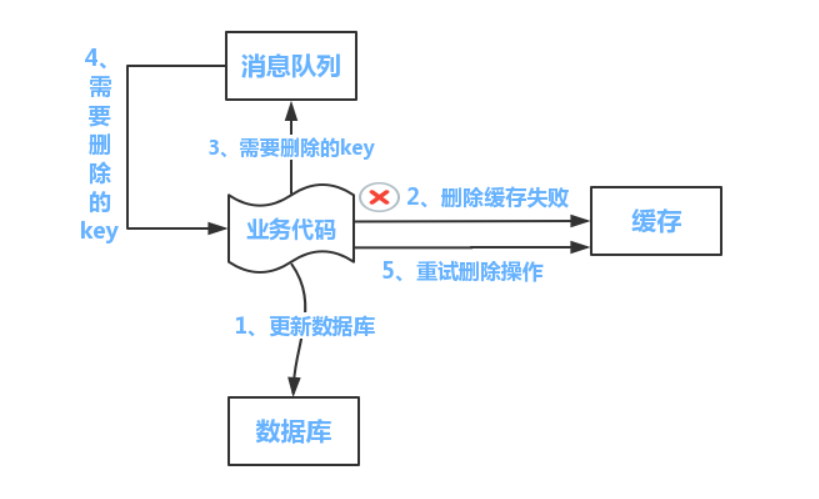 消息队列
4、需要删除的key
3、需要删除的key
2、删除缓存失败
业务代码
缓存
5、重试删除操作
1、更新数据库
数据库